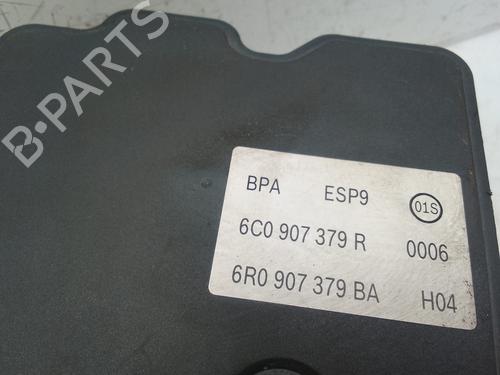 B-PARTS
BPA ESP9 01S
6C0 907 379 R 0006
6R0 907 379 BA H04